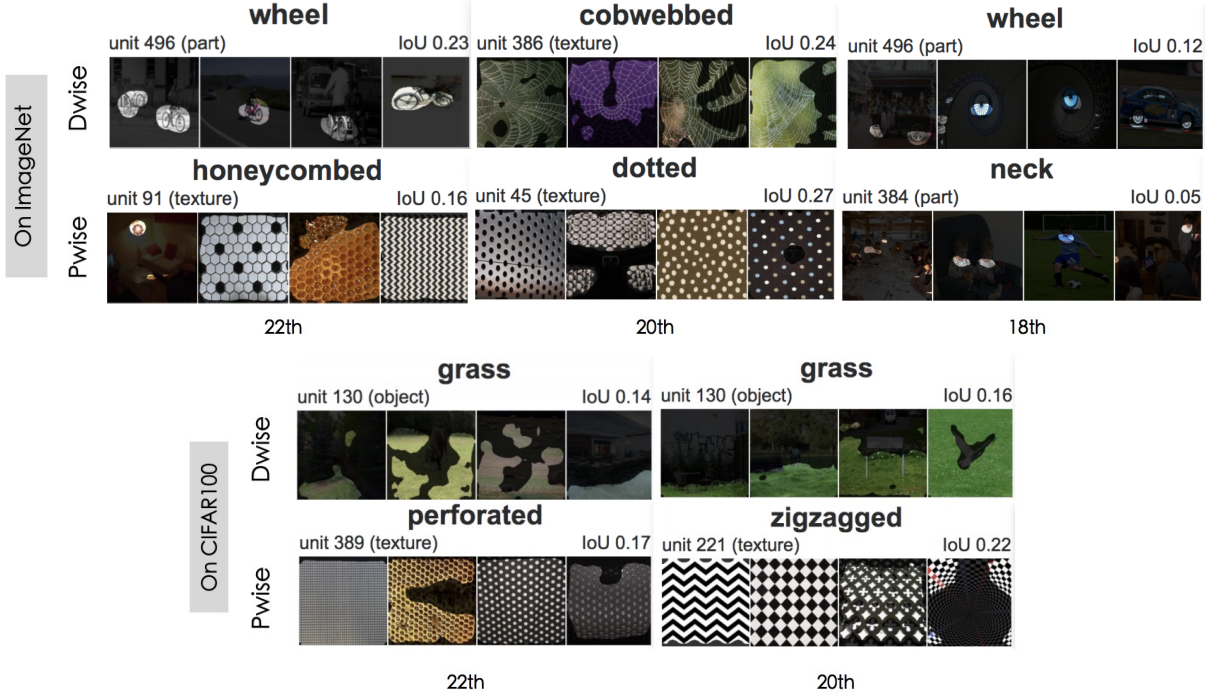 On ImageNet
Dwise
wheel
unit 496 (part) IoU 0.23
cobwebbed
unit 386 (texture) IoU 0.24
wheel
unit 496 (part) IoU 0.12
Pwise
honeycombed
unit 91 (texture) IoU 0.16
dotted
unit 45 (texture) IoU 0.27
neck
unit 384 (part) IoU 0.05
22th 20th 18th
On CIFAR100
Dwise
grass
unit 130 (object) IoU 0.14
grass
unit 130 (object) IoU 0.16
Pwise
perforated
unit 389 (texture) IoU 0.17
zigzagged
unit 221 (texture) IoU 0.22
22th 20th